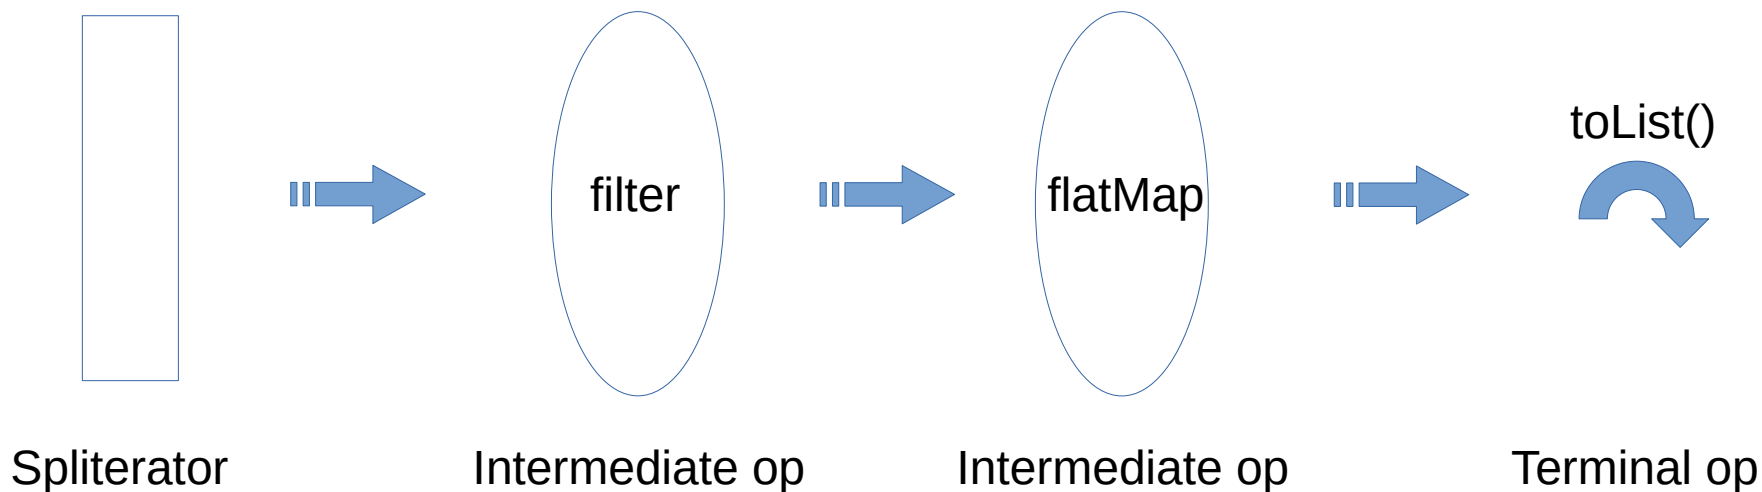 toList()
filter
flatMap
Spliterator
Intermediate op
Intermediate op
Terminal op